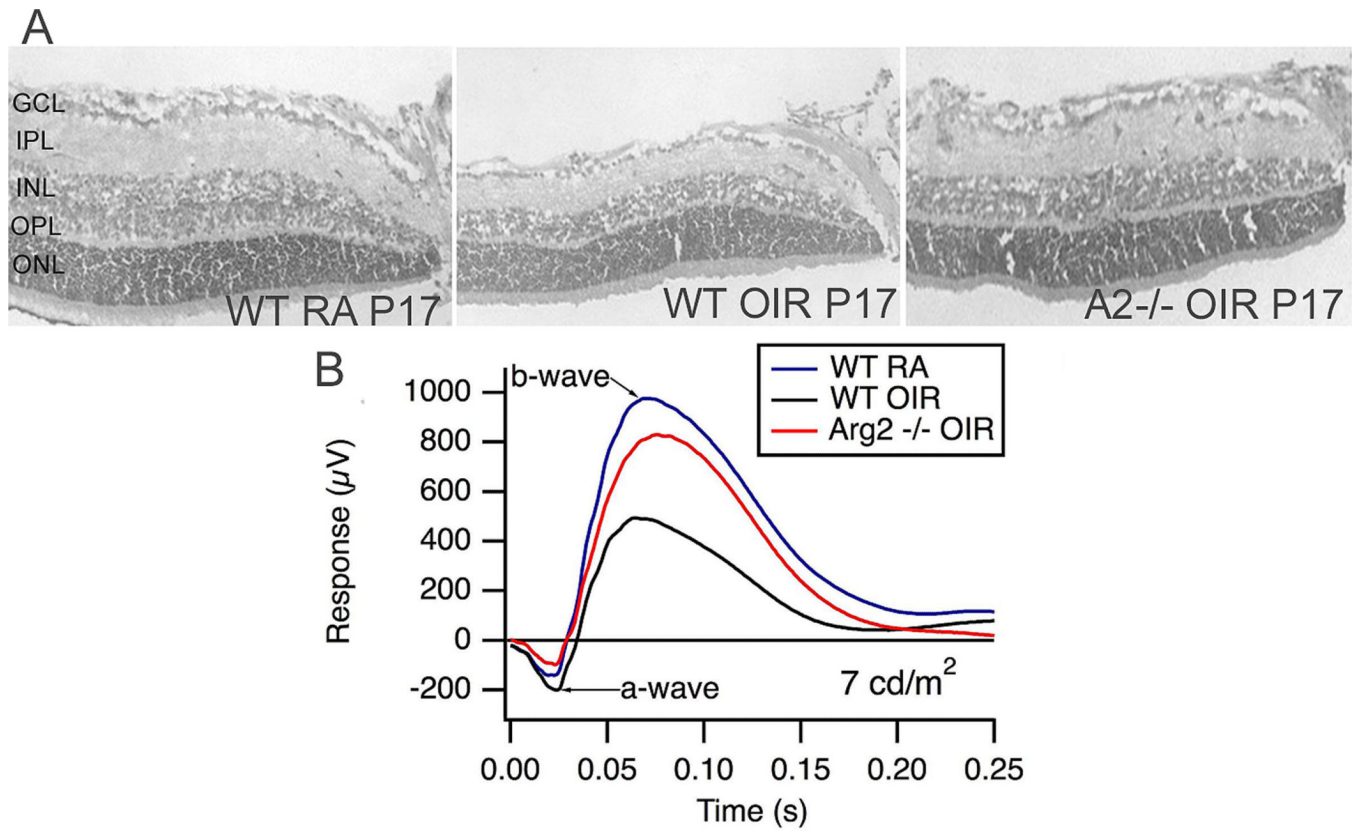 A
GCL
IPL
INL
OPL
ONL
WT RA P17
WT OIR P17
A2-/- OIR P17
B
WT RA
WT OIR
Arg2 -/- OIR
b-wave
a-wave
7 cd/m²
Response (µV)
1000
800
600
400
200
0
-200
0.00 0.05 0.10 0.15 0.20 0.25
Time (s)